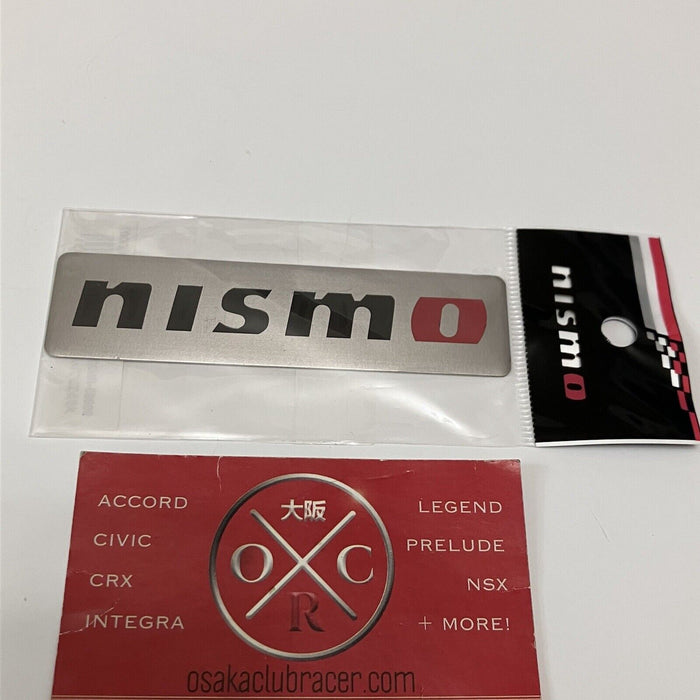 nismo
nismo
ACCORD
CIVIC
CRX
INTEGRA
大阪
O C
R
LEGEND
PRELUDE
NSX
+ MORE!
osakaclubracer.com